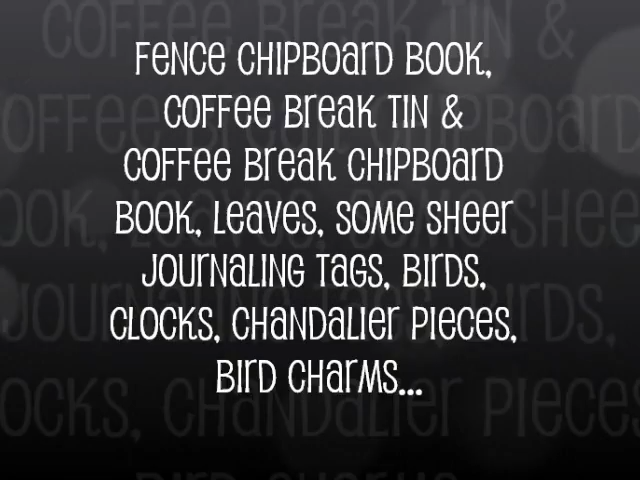 Fence Chipboard Book,
Coffee Break Tin &
Coffee Break Chipboard
Book, Leaves, Some Sheer
Journaling Tags, Birds,
Clocks, Chandalier Pieces,
Bird Charms...